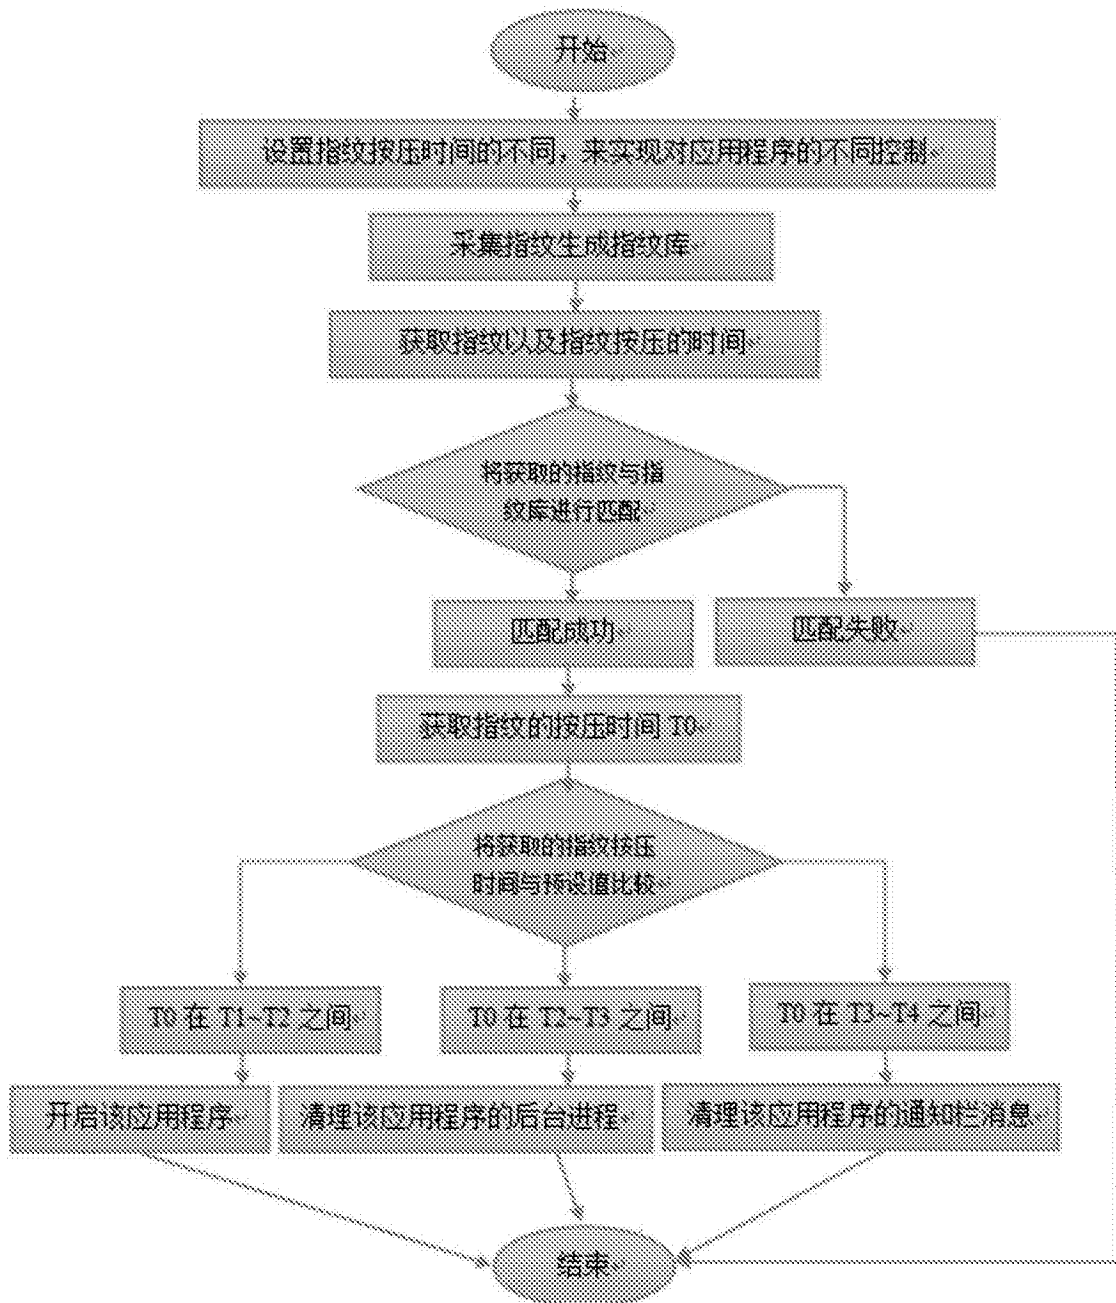 开始
设置指纹按压时间的不同，来实现对应用程序的不同控制
采集指纹生成指纹库
获取指纹以及指纹按压的时间
将获取的指纹与指
纹库进行匹配
匹配成功
匹配失败
获取指纹的按压时间 T0
将获取的指纹按压
时间与预设值比较
T0 在 T1~T2 之间
T0 在 T2~T3 之间
T0 在 T3~T4 之间
开启该应用程序
清理该应用程序的后台进程
清理该应用程序的通知栏消息
结束